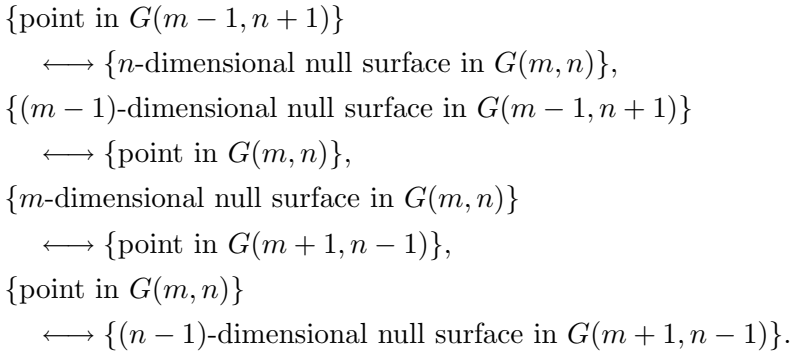 {point in G(m − 1, n + 1)}
⟷ {n-dimensional null surface in G(m, n)},
{(m − 1)-dimensional null surface in G(m − 1, n + 1)}
⟷ {point in G(m, n)},
{m-dimensional null surface in G(m, n)}
⟷ {point in G(m + 1, n − 1)},
{point in G(m, n)}
⟷ {(n − 1)-dimensional null surface in G(m + 1, n − 1)}.